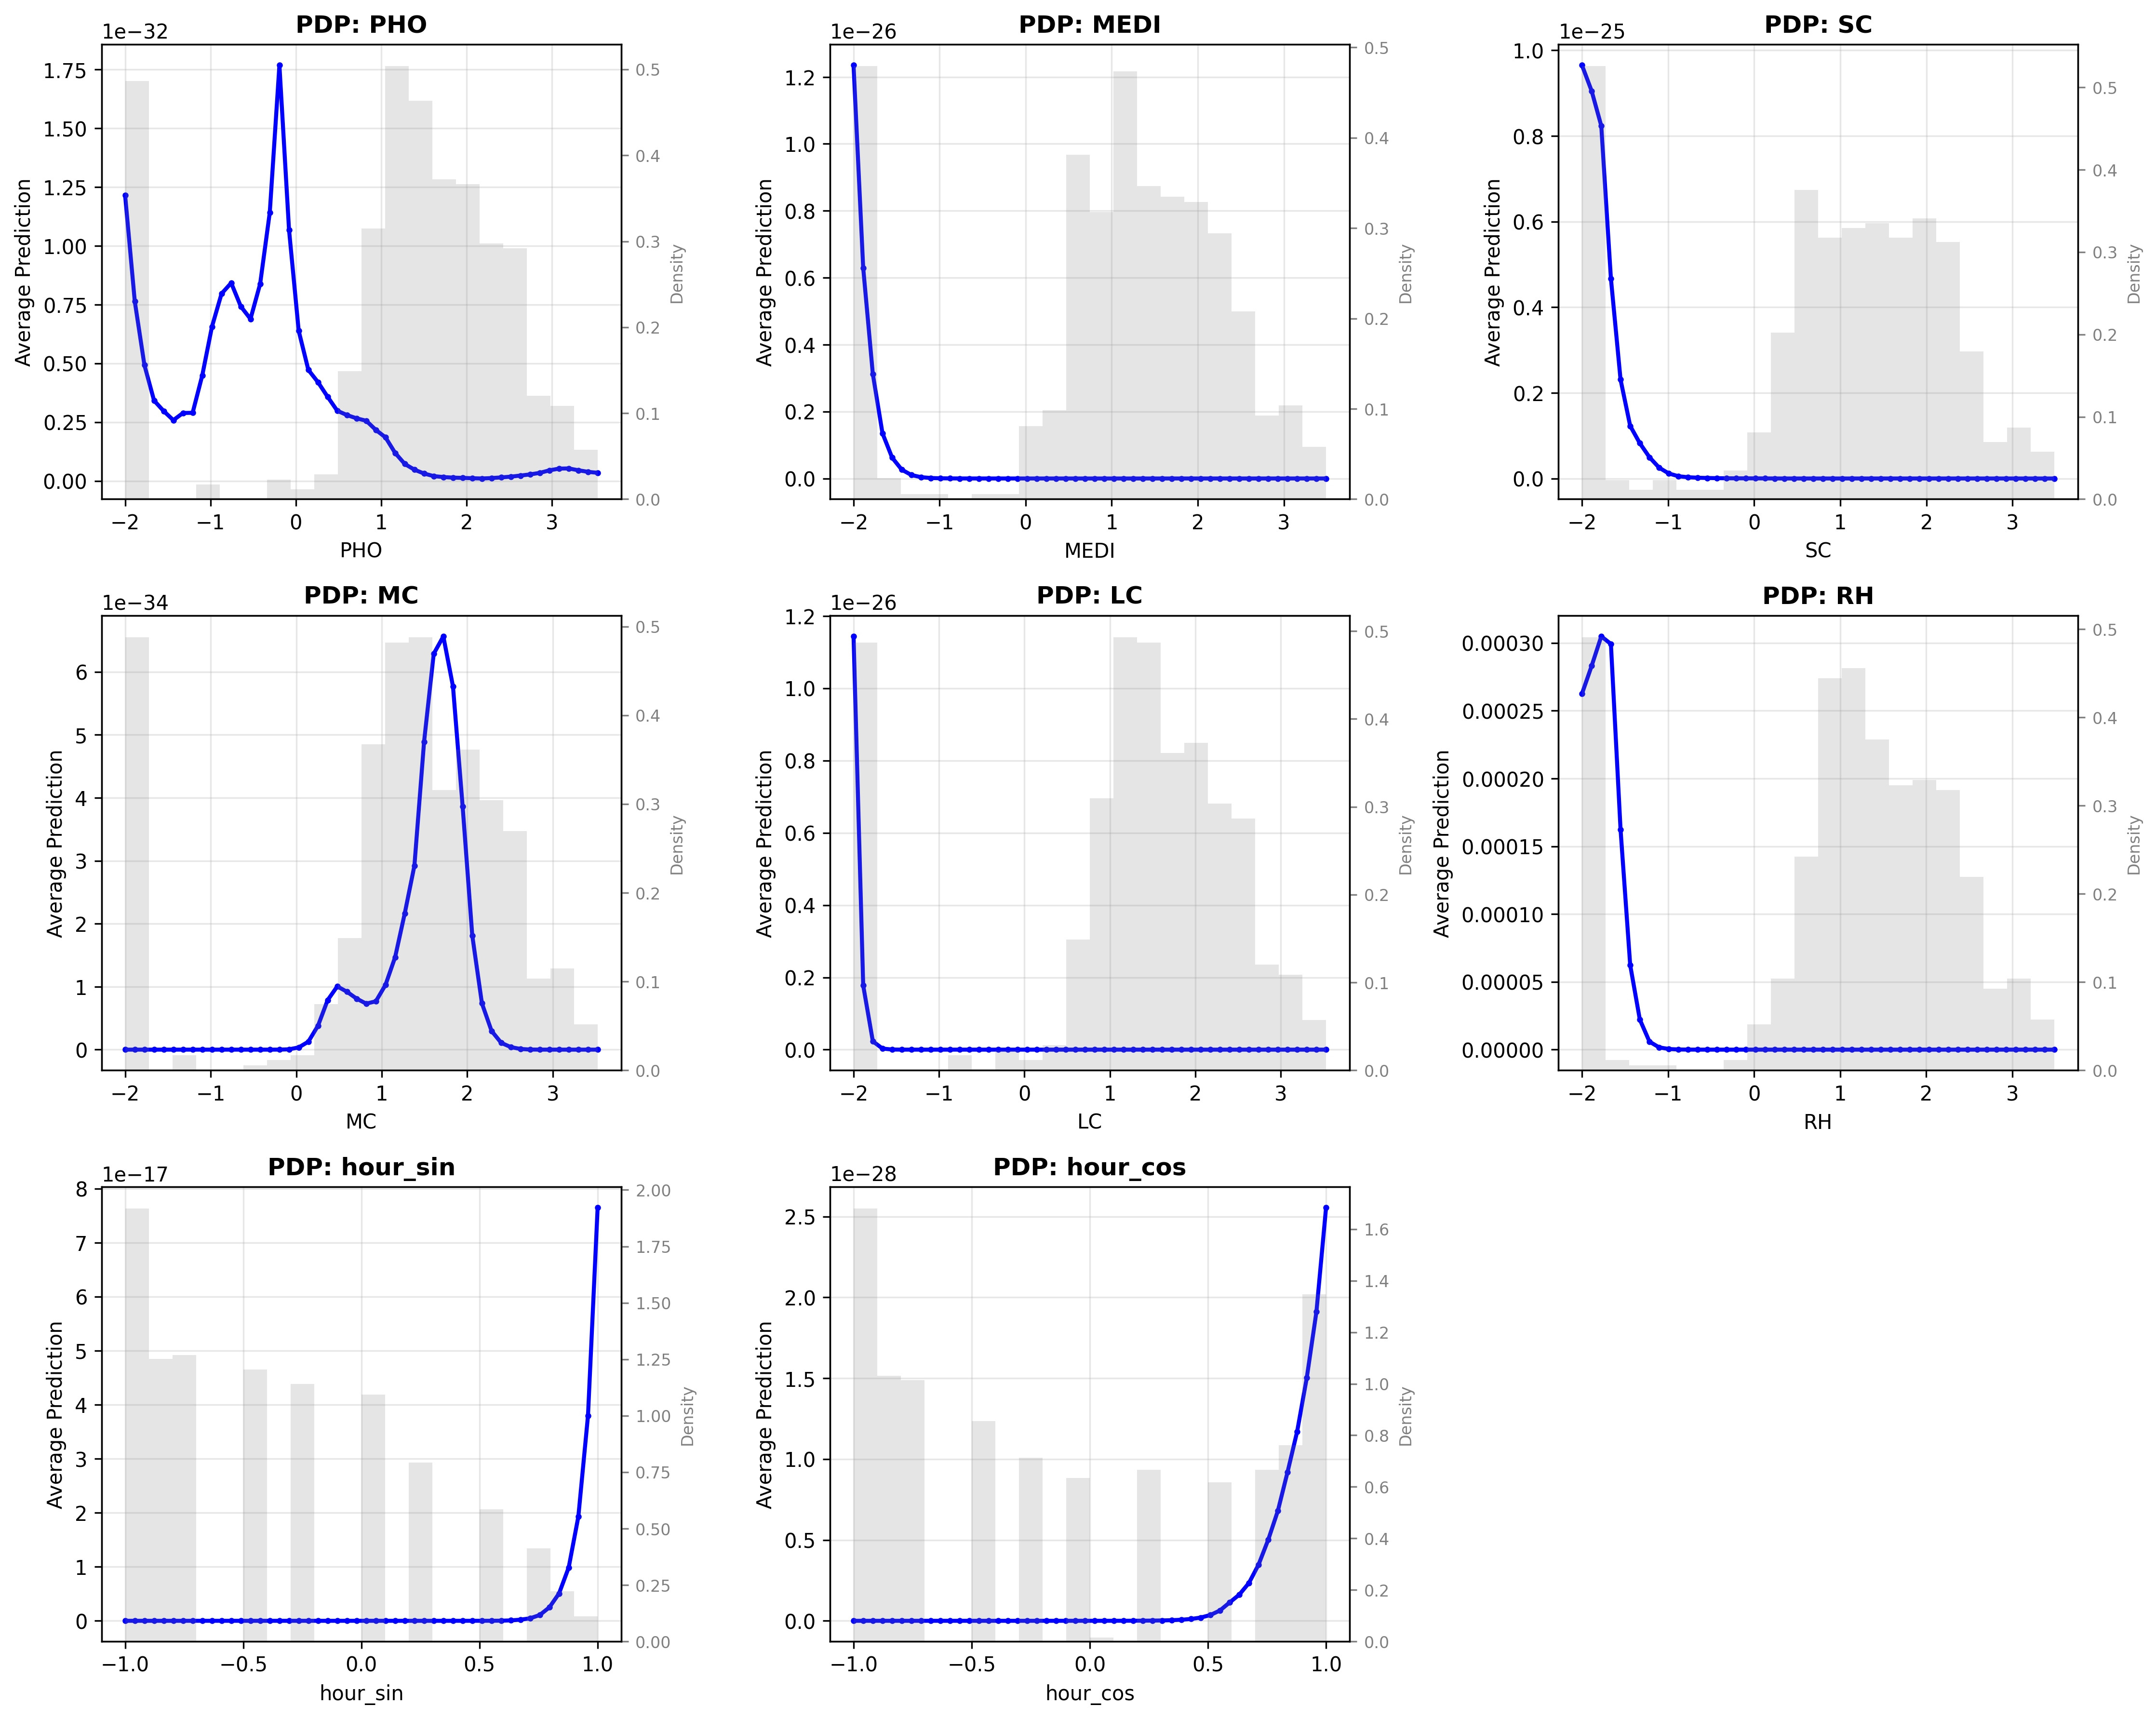 PDP: PHO
1e−32
Average Prediction
1.75
1.50
1.25
1.00
0.75
0.50
0.25
0.00
0.5
0.4
0.3
0.2
0.1
0.0
Density
−2 −1 0 1 2 3
PHO
PDP: MEDI
1e−26
Average Prediction
1.2
1.0
0.8
0.6
0.4
0.2
0.0
0.5
0.4
0.3
0.2
0.1
0.0
Density
−2 −1 0 1 2 3
MEDI
PDP: SC
1e−25
Average Prediction
1.0
0.8
0.6
0.4
0.2
0.0
0.5
0.4
0.3
0.2
0.1
0.0
Density
−2 −1 0 1 2 3
SC
PDP: MC
1e−34
Average Prediction
6
5
4
3
2
1
0
0.5
0.4
0.3
0.2
0.1
0.0
Density
−2 −1 0 1 2 3
MC
PDP: LC
1e−26
Average Prediction
1.2
1.0
0.8
0.6
0.4
0.2
0.0
0.5
0.4
0.3
0.2
0.1
0.0
Density
−2 −1 0 1 2 3
LC
PDP: RH
Average Prediction
0.00030
0.00025
0.00020
0.00015
0.00010
0.00005
0.00000
0.5
0.4
0.3
0.2
0.1
0.0
Density
−2 −1 0 1 2 3
RH
PDP: hour_sin
1e−17
Average Prediction
8
7
6
5
4
3
2
1
0
2.00
1.75
1.50
1.25
1.00
0.75
0.50
0.25
0.00
Density
−1.0 −0.5 0.0 0.5 1.0
hour_sin
PDP: hour_cos
1e−28
Average Prediction
2.5
2.0
1.5
1.0
0.5
0.0
1.6
1.4
1.2
1.0
0.8
0.6
0.4
0.2
0.0
Density
−1.0 −0.5 0.0 0.5 1.0
hour_cos